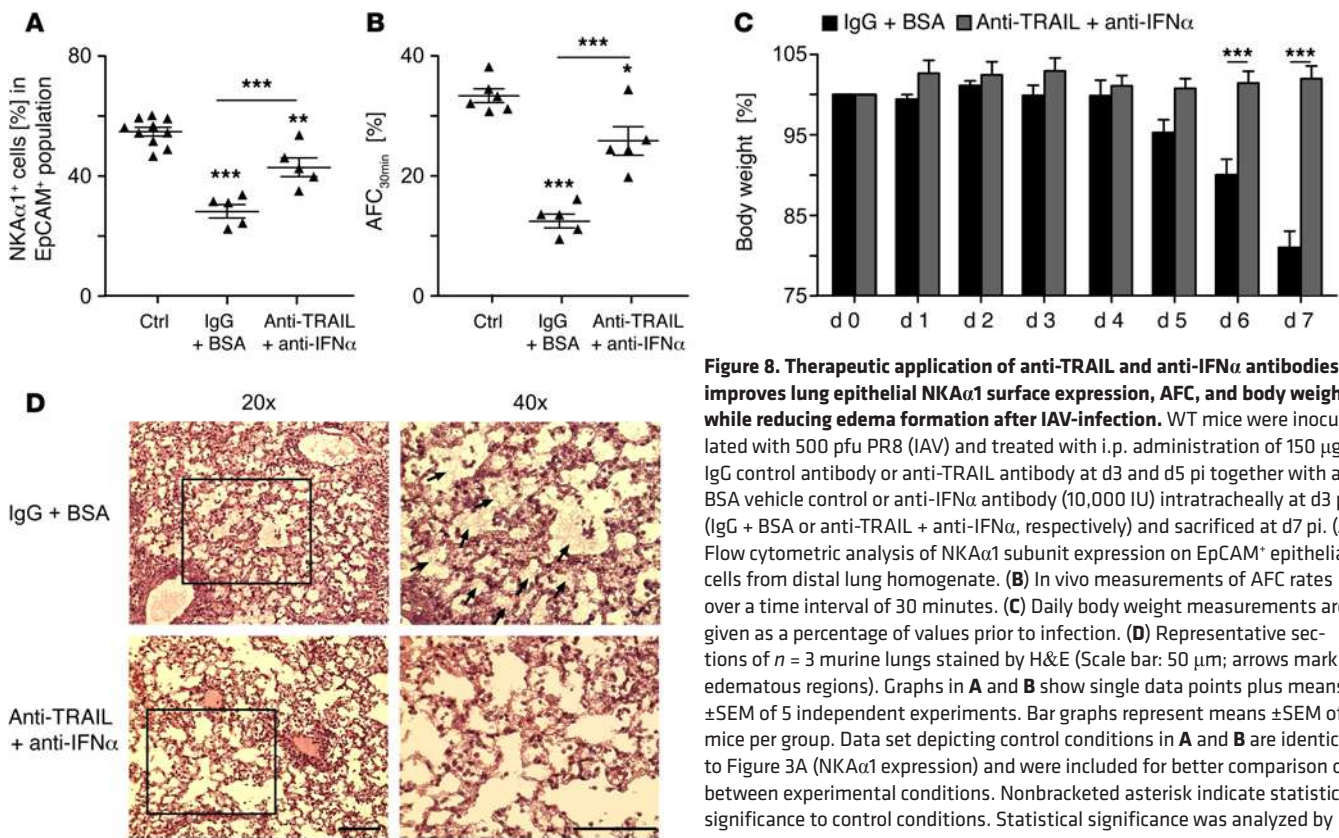 A
NKAα1⁺ cells [%] in
EpCAM⁺ population
80
40
0
***
***
**
Ctrl
IgG
+ BSA
Anti-TRAIL
+ anti-IFNα
B
AFC30min [%]
40
20
0
***
***
*
Ctrl
IgG
+ BSA
Anti-TRAIL
+ anti-IFNα
C
IgG + BSA
Anti-TRAIL + anti-IFNα
Body weight [%]
105
95
85
75
***
***
d 0
d 1
d 2
d 3
d 4
d 5
d 6
d 7
D
20x
40x
IgG + BSA
Anti-TRAIL
+ anti-IFNα
Figure 8. Therapeutic application of anti-TRAIL and anti-IFNα antibodies
improves lung epithelial NKAα1 surface expression, AFC, and body weigh
while reducing edema formation after IAV-infection. WT mice were inocu
lated with 500 pfu PR8 (IAV) and treated with i.p. administration of 150 μg
IgG control antibody or anti-TRAIL antibody at d3 and d5 pi together with a
BSA vehicle control or anti-IFNα antibody (10,000 IU) intratracheally at d3 p
(IgG + BSA or anti-TRAIL + anti-IFNα, respectively) and sacrificed at d7 pi. (
Flow cytometric analysis of NKAα1 subunit expression on EpCAM⁺ epithelia
cells from distal lung homogenate. (B) In vivo measurements of AFC rates
over a time interval of 30 minutes. (C) Daily body weight measurements are
given as a percentage of values prior to infection. (D) Representative sec-
tions of n = 3 murine lungs stained by H&E (Scale bar: 50 μm; arrows mark
edematous regions). Graphs in A and B show single data points plus means
±SEM of 5 independent experiments. Bar graphs represent means ±SEM of
mice per group. Data set depicting control conditions in A and B are identic
to Figure 3A (NKAα1 expression) and were included for better comparison o
between experimental conditions. Nonbracketed asterisk indicate statistic
significance to control conditions. Statistical significance was analyzed by